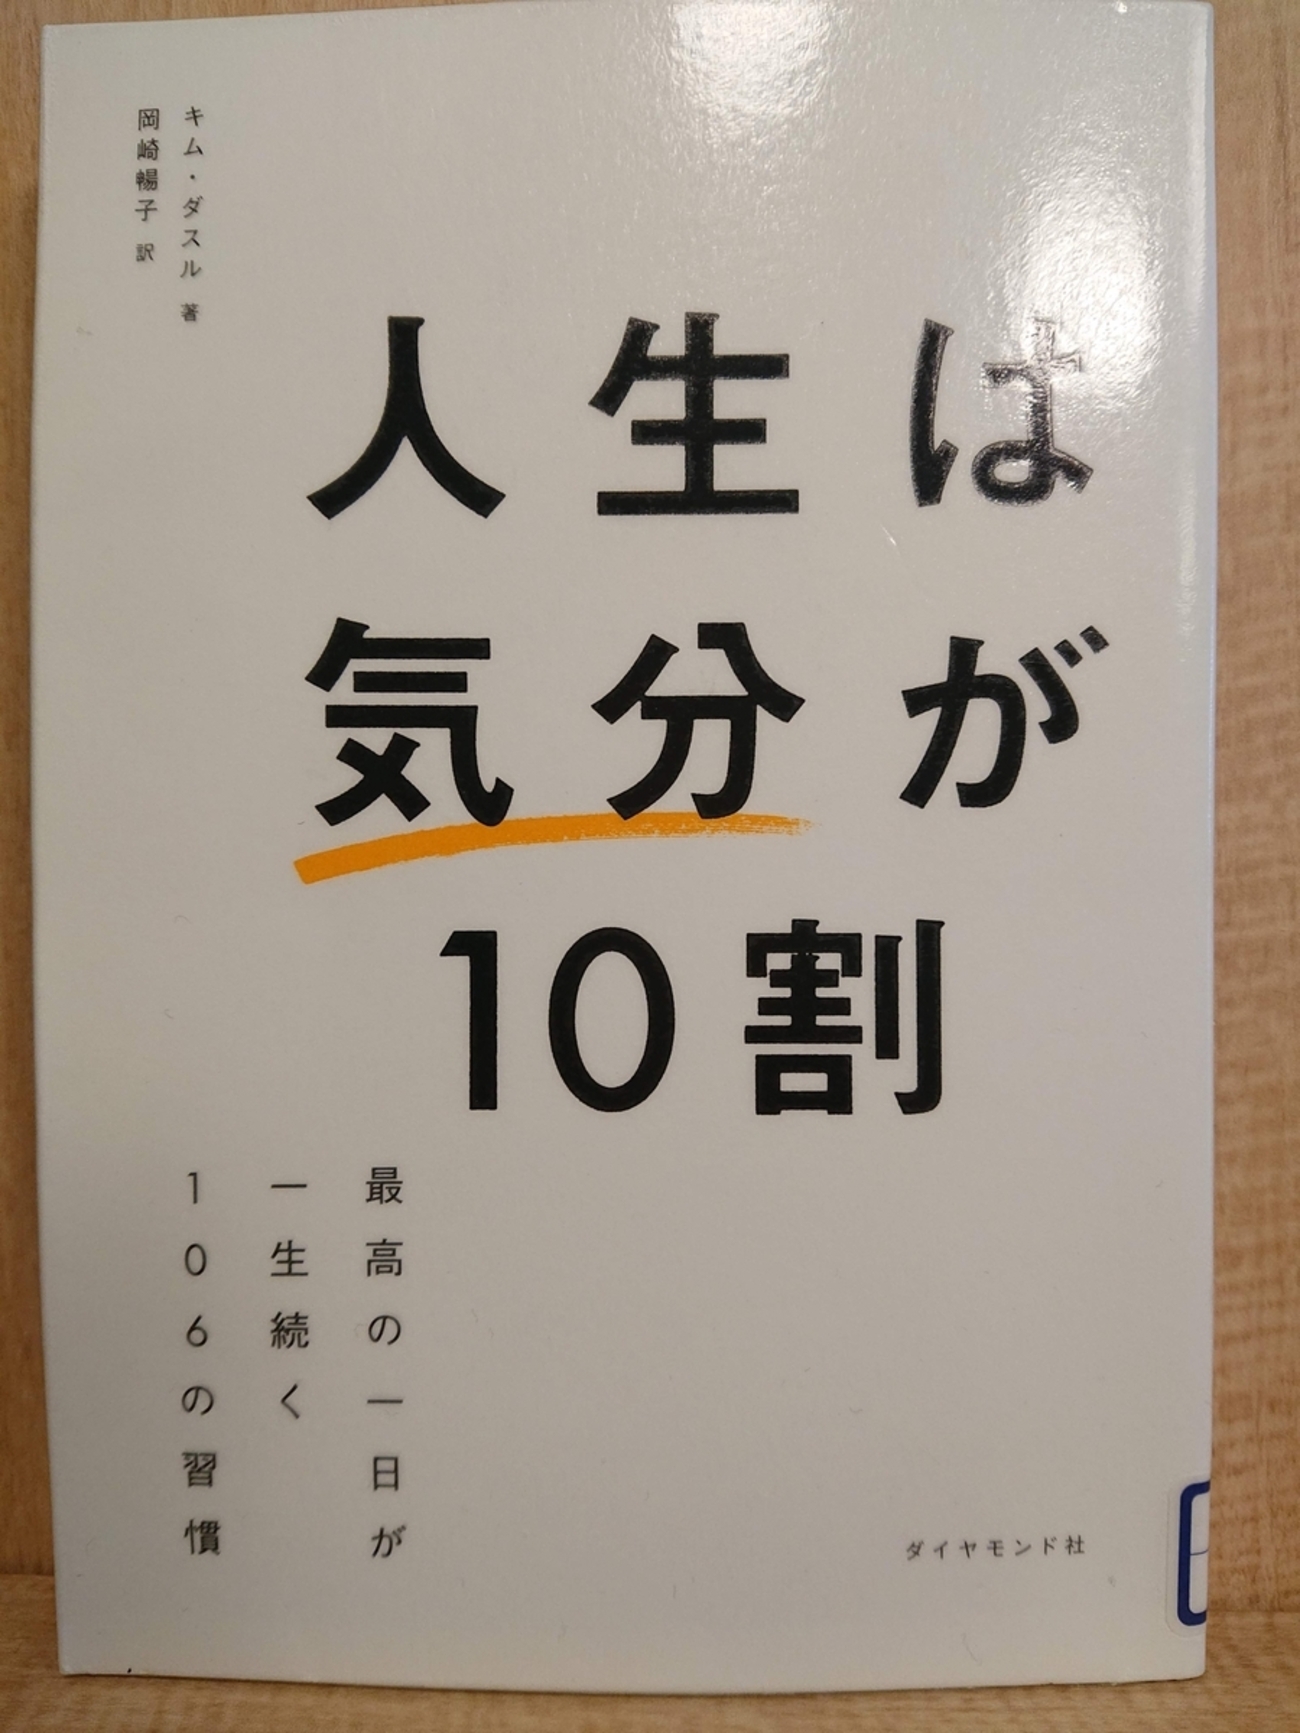 キム・ダスル 著
岡崎暢子 訳
人生は
気分が
10割
最高の一日が
一生続く
106の習慣
ダイヤモンド社